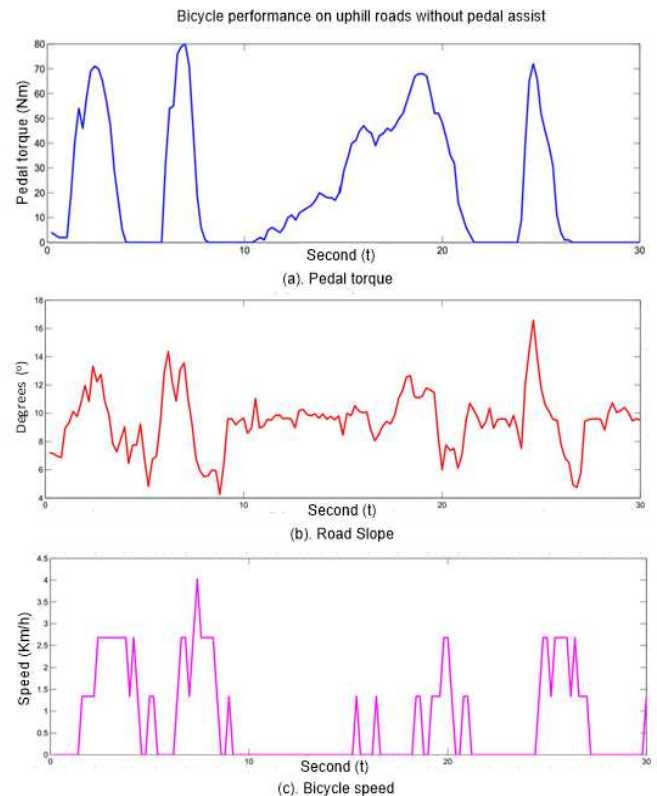 Bicycle performance on uphill roads without pedal assist
Pedal torque (Nm)
80
70
60
50
40
30
20
10
0
0 10 20 30
Second (t)
(a). Pedal torque
Degrees (°)
18
16
14
12
10
8
6
4
0 10 20 30
Second (t)
(b). Road Slope
Speed (Km/h)
4.5
4
3.5
3
2.5
2
1.5
1
0.5
0
0 10 20 30
Second (t)
(c). Bicycle speed